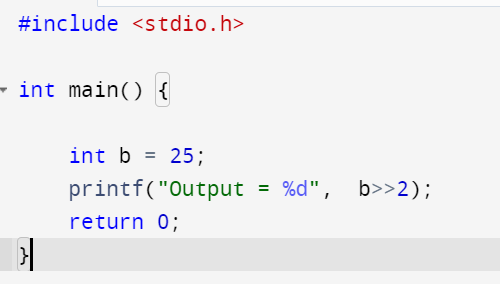 #include <stdio.h>
int main() {
int b = 25;
printf("Output = %d",  b>>2);
return 0;
}